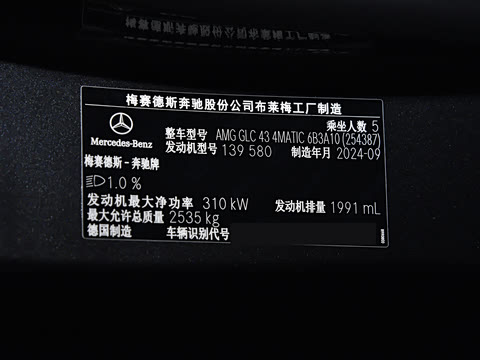 梅赛德斯奔驰股份公司布莱梅工厂制造
乘坐人数 5
Mercedes-Benz
整车型号 AMG GLC 43 4MATIC 6B3A10 (254387)
发动机型号 139 580 制造年月 2024-09
梅赛德斯-奔驰牌
1.0 %
发动机最大净功率 310 kW 发动机排量 1991 mL
最大允许总质量 2535 kg
德国制造 车辆识别代号